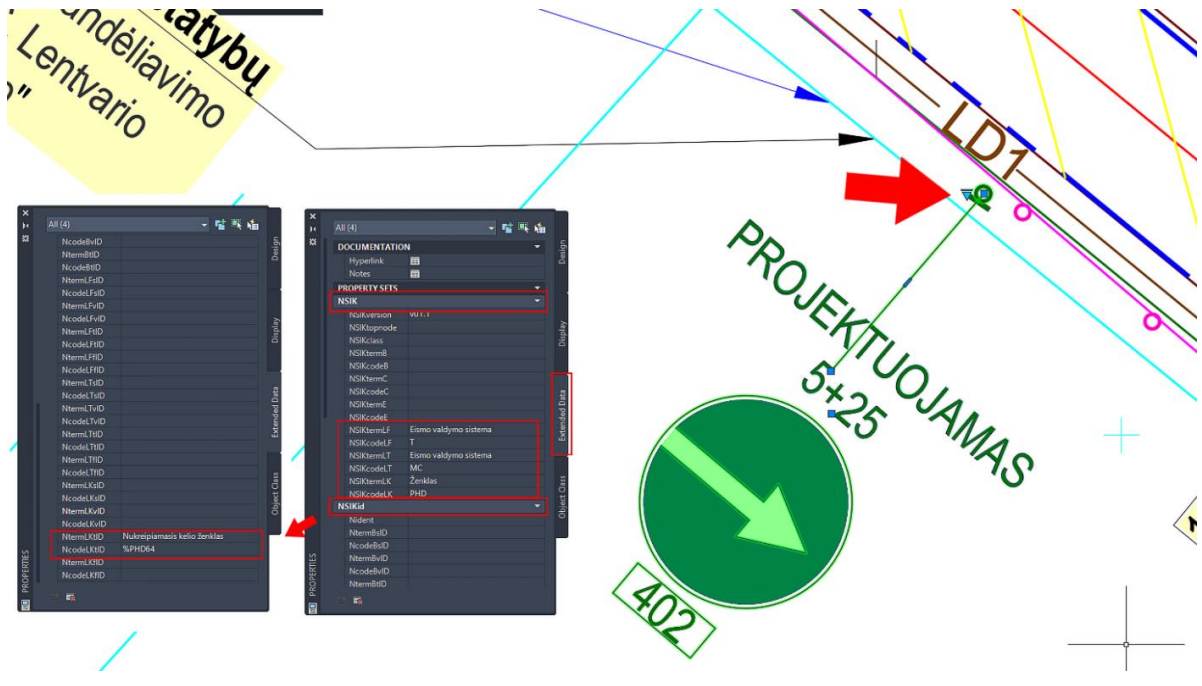 statybų
Lentvario
LD1
PROJEKTUOJAMAS
5+25
402
All (4)
NcodeBvID
NtermBtID
NcodeBtID
NtermLFsID
NcodeLFsID
NtermLFvID
NcodeLFvID
NtermLFtID
NcodeLFtID
NtermLFfID
NcodeLFfID
NtermLTsID
NcodeLTsID
NtermLTvID
NcodeLTvID
NtermLTtID
NcodeLTtID
NtermLTfID
NcodeLTfID
NtermLKsID
NcodeLKsID
NtermLKvID
NcodeLKvID
NtermLKtID Nukreipiamasis kelio ženklas
NcodeLKtID %PHD64
NtermLKfID
NcodeLKfID
Design
Display
Extended Data
Object Class
PROPERTIES
All (4)
DOCUMENTATION
Hyperlink
Notes
PROPERTY SETS
NSIK
NSIKversion v01.1
NSIKtopnode
NSIKclass
NSIKtermB
NSIKcodeB
NSIKtermC
NSIKcodeC
NSIKtermE
NSIKcodeE
NSIKtermLF Eismo valdymo sistema
NSIKcodeLF T
NSIKtermLT Eismo valdymo sistema
NSIKcodeLT MC
NSIKtermLK Ženklas
NSIKcodeLK PHD
NSIKid
Nident
NtermBsID
NcodeBsID
NtermBvID
NcodeBvID
NtermBtID
Design
Display
Extended Data
Object Class
PROPERTIES